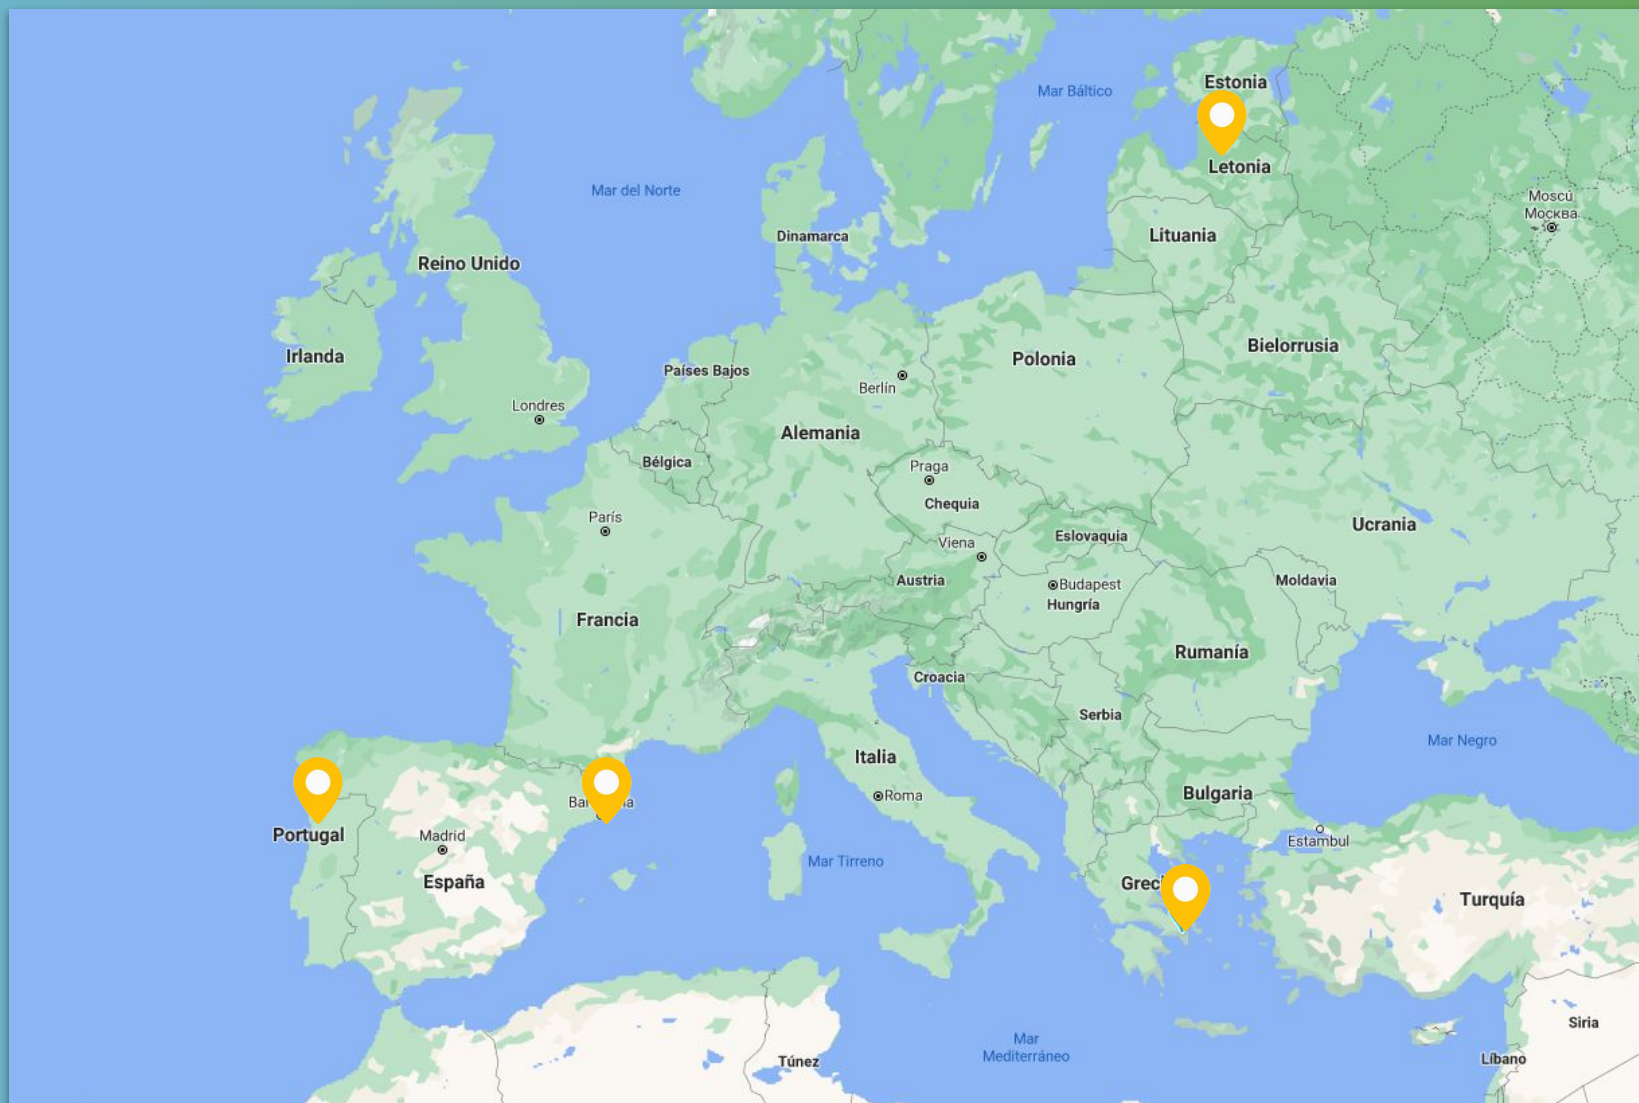 Estonia
Mar Báltico
Letonia
Mar del Norte
Moscú
Москва
Dinamarca
Lituania
Reino Unido
Irlanda
Bielorrusia
Polonia
Países Bajos
Berlín
Londres
Alemania
Bélgica
Praga
Chequia
París
Ucrania
Viena
Eslovaquia
Austria
Budapest
Moldavia
Hungría
Francia
Rumanía
Croacia
Serbia
Mar Negro
Italia
Bulgaria
Roma
Portugal
Madrid
Estambul
Mar Tirreno
España
Turquía
Siria
Mar
Mediterráneo
Túnez
Líbano